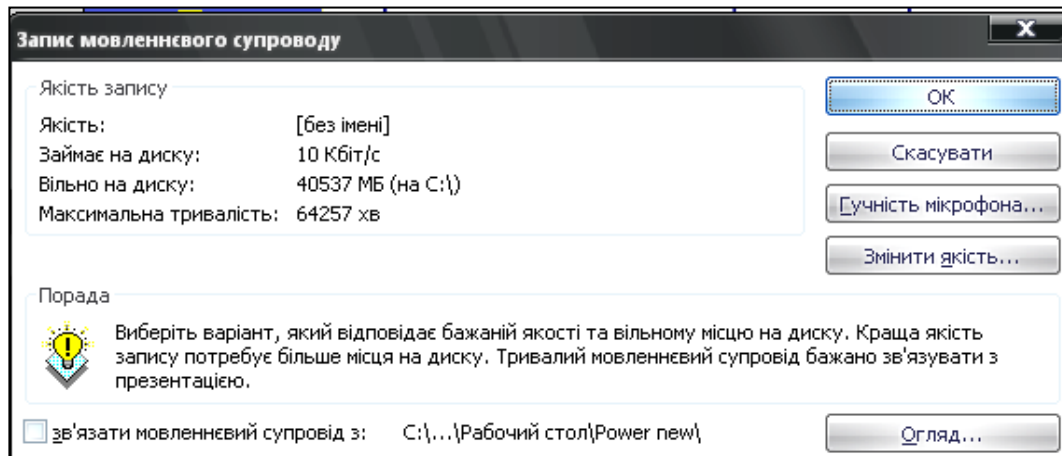 Запис мовленнєвого супроводу
X
Якість запису
Якість: [без імені]
Займає на диску: 10 Кбіт/с
Вільно на диску: 40537 МБ (на C:\)
Максимальна тривалість: 64257 хв
ОК
Скасувати
Гучність мікрофона...
Змінити якість...
Порада
Виберіть варіант, який відповідає бажаній якості та вільному місцю на диску. Краща якість
запису потребує більше місця на диску. Тривалий мовленнєвий супровід бажано зв'язувати з
презентацією.
зв'язати мовленнєвий супровід з: C:\...\Рабочий стол\Power new\
Огляд...